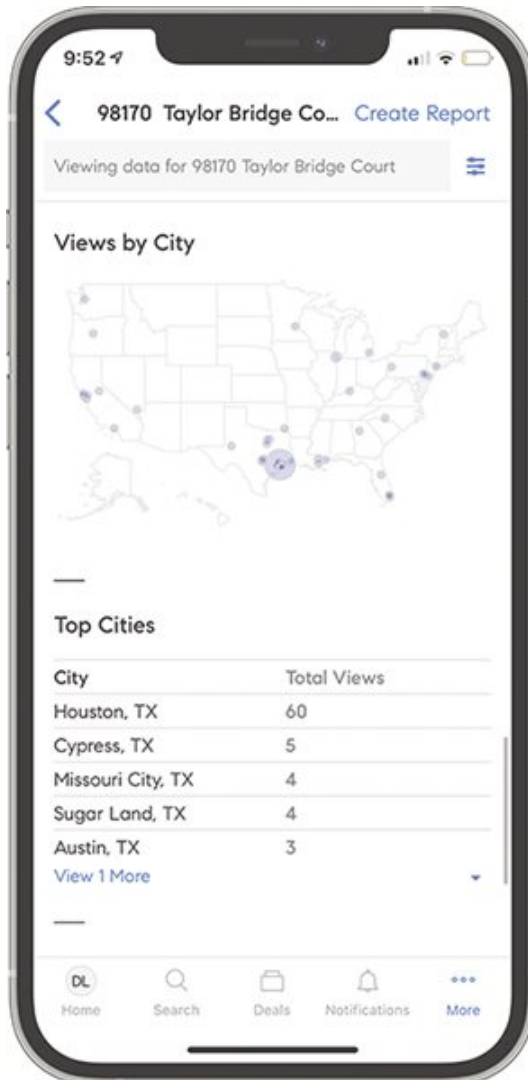 9:52
98170 Taylor Bridge Co... Create Report
Viewing data for 98170 Taylor Bridge Court
Views by City
Top Cities
City Total Views
Houston, TX 60
Cypress, TX 5
Missouri City, TX 4
Sugar Land, TX 4
Austin, TX 3
View 1 More
DL
Home Search Deals Notifications More